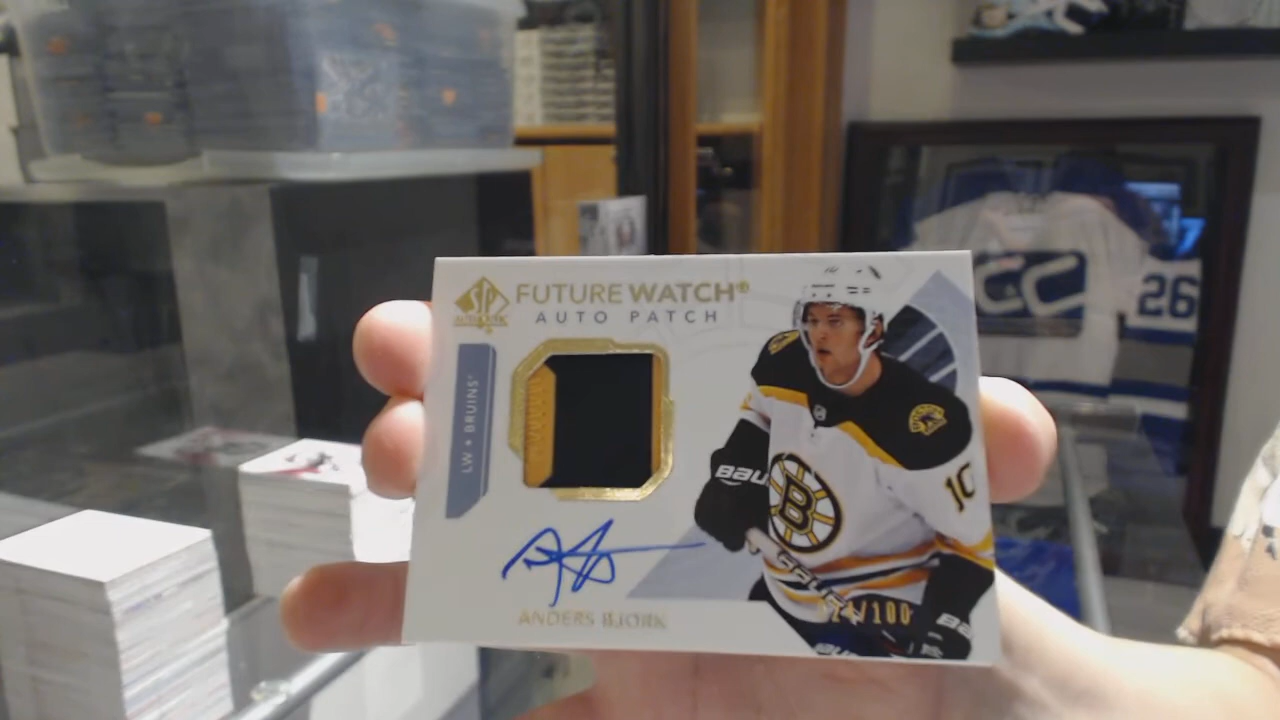 SP
FUTURE WATCH®
AUTO PATCH
LW • BRUINS
ANDERS BJORK
/100
BAUER
B
10
CC
26